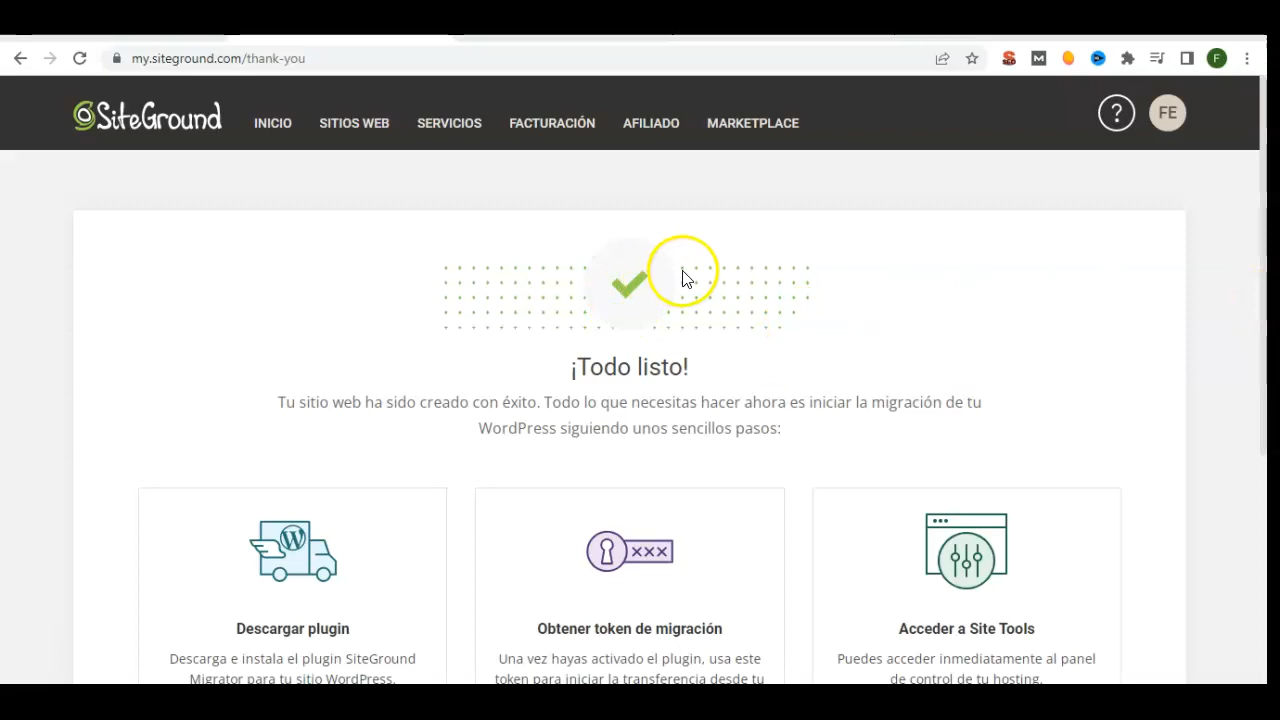 my.siteground.com/thank-you
F
SiteGround
INICIO
SITIOS WEB
SERVICIOS
FACTURACIÓN
AFILIADO
MARKETPLACE
?
FE
¡Todo listo!
Tu sitio web ha sido creado con éxito. Todo lo que necesitas hacer ahora es iniciar la migración de tu
WordPress siguiendo unos sencillos pasos:
XXX
Descargar plugin
Descarga e instala el plugin SiteGround
Migrator para tu sitio WordPress.
Obtener token de migración
Una vez hayas activado el plugin, usa este
token para iniciar la transferencia desde tu
Acceder a Site Tools
Puedes acceder inmediatamente al panel
de control de tu hosting.